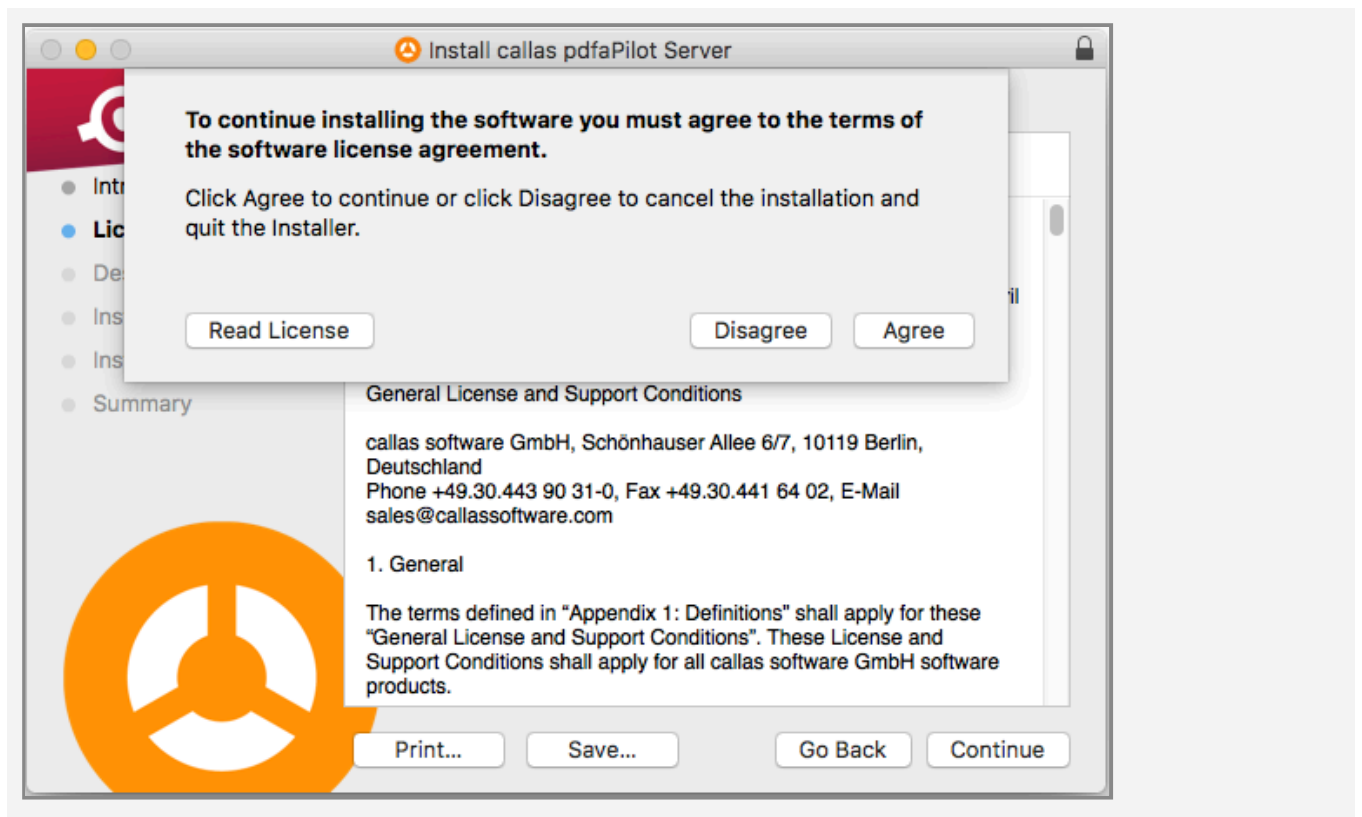 Install callas pdfaPilot Server
To continue installing the software you must agree to the terms of
the software license agreement.
Click Agree to continue or click Disagree to cancel the installation and
quit the Installer.
Read License
Disagree
Agree
Summary
General License and Support Conditions
callas software GmbH, Schönhauser Allee 6/7, 10119 Berlin,
Deutschland
Phone +49.30.443 90 31-0, Fax +49.30.441 64 02, E-Mail
sales@callassoftware.com
1. General
The terms defined in “Appendix 1: Definitions" shall apply for these
“General License and Support Conditions”. These License and
Support Conditions shall apply for all callas software GmbH software
products.
Print...
Save...
Go Back
Continue